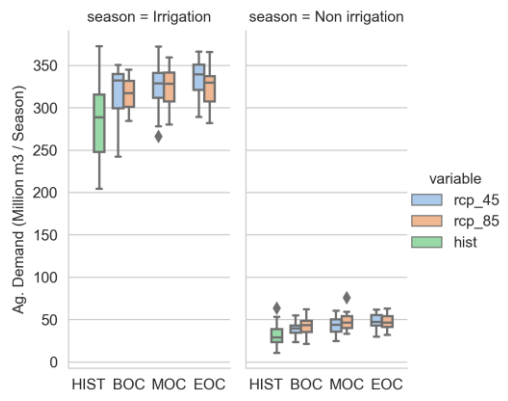 season = Irrigation
season = Non irrigation
Ag. Demand (Million m3 / Season)
350
300
250
200
150
100
50
0
HIST BOC MOC EOC
HIST BOC MOC EOC
variable
rcp_45
rcp_85
hist